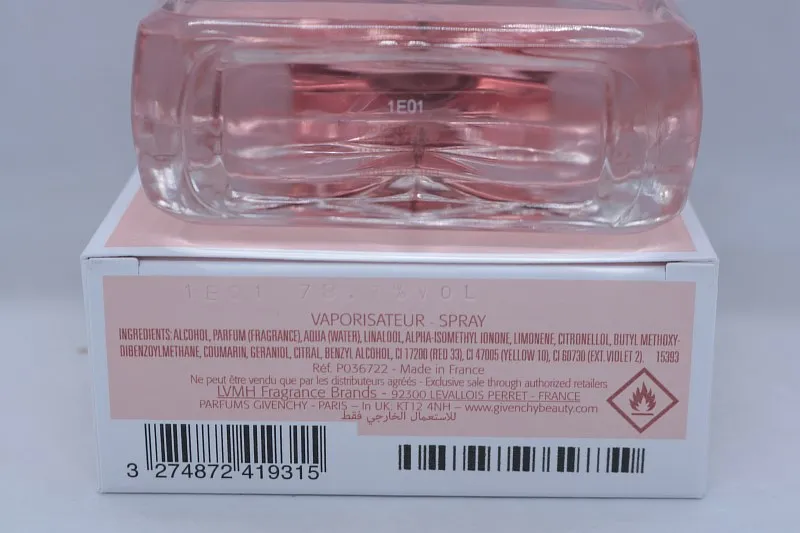 1E01
1E01 78. %VOL
VAPORISATEUR - SPRAY
INGREDIENTS: ALCOHOL, PARFUM (FRAGRANCE), AQUA (WATER), LINALOOL, ALPHA-ISOMETHYL IONONE, LIMONENE, CITRONELLOL, BUTYL METHOXY-
DIBENZOYLMETHANE, COUMARIN, GERANIOL, CITRAL, BENZYL ALCOHOL, CI 17200 (RED 33), CI 47005 (YELLOW 10), CI 60730 (EXT. VIOLET 2). 15393
Réf. P036722 - Made in France
Ne peut être vendu que par les distributeurs agréés - Exclusive sale through authorized retailers
LVMH Fragrance Brands - 92300 LEVALLOIS PERRET - FRANCE
PARFUMS GIVENCHY - PARIS - In UK, KT12 4NH - www.givenchybeauty.com
للاستعمال الخارجي فقط
3 274872 419315